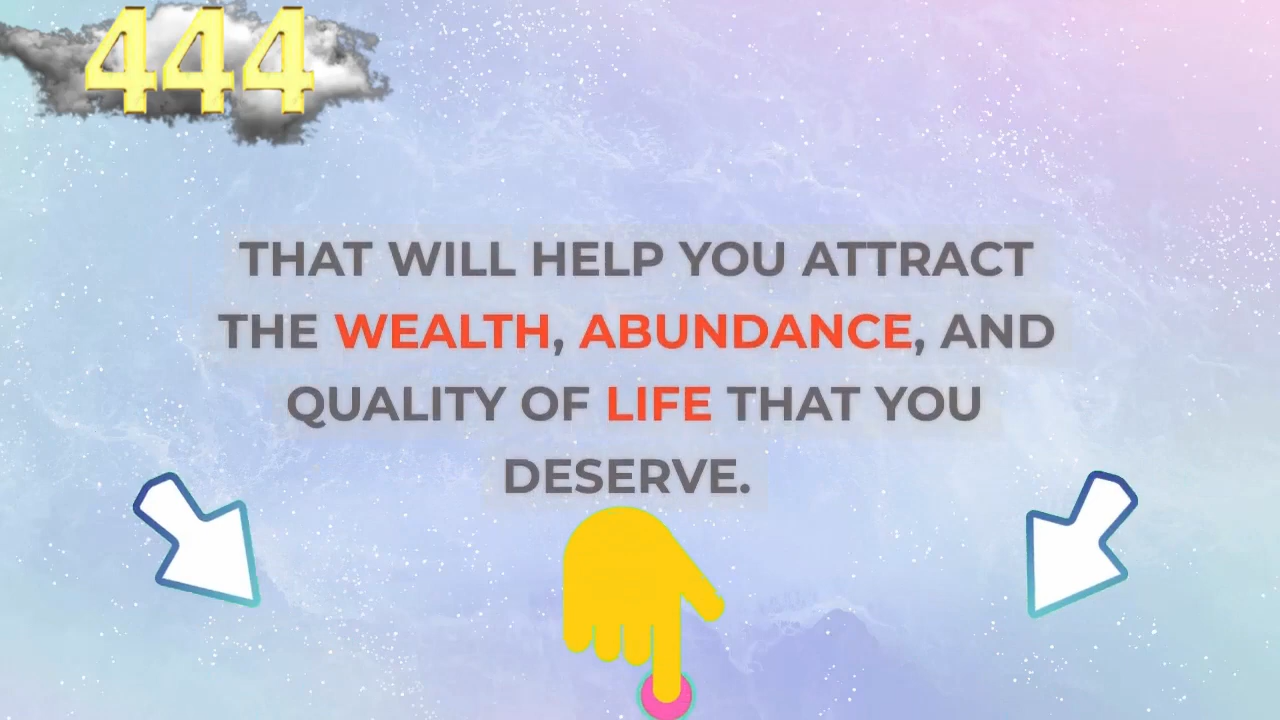 444
THAT WILL HELP YOU ATTRACT
THE WEALTH, ABUNDANCE, AND
QUALITY OF LIFE THAT YOU
DESERVE.